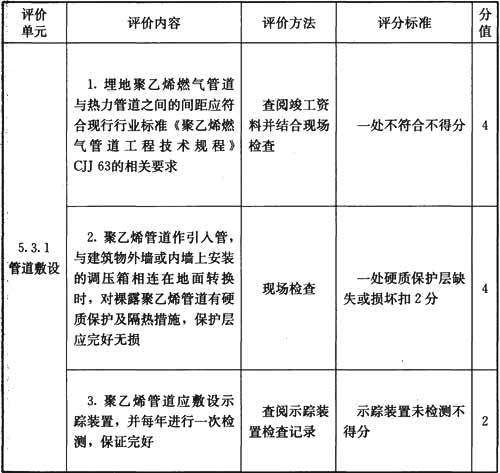 评价单元
评价内容
评价方法
评分标准
分值
5.3.1
管道敷设
1. 埋地聚乙烯燃气管道
与热力管道之间的间距应符
合现行行业标准《聚乙烯燃
气管道工程技术规程》
CJJ 63的相关要求
查阅竣工资
料并结合现场
检查
一处不符合不得分
4
2. 聚乙烯管道作引入管，
与建筑物外墙或内墙上安装
的调压箱相连在地面转换
时，对裸露聚乙烯管道有硬
质保护及隔热措施，保护层
应完好无损
现场检查
一处硬质保护层缺
失或损坏扣2分
4
3. 聚乙烯管道应敷设示
踪装置，并每年进行一次检
测，保证完好
查阅示踪装
置检查记录
示踪装置未检测不
得分
2